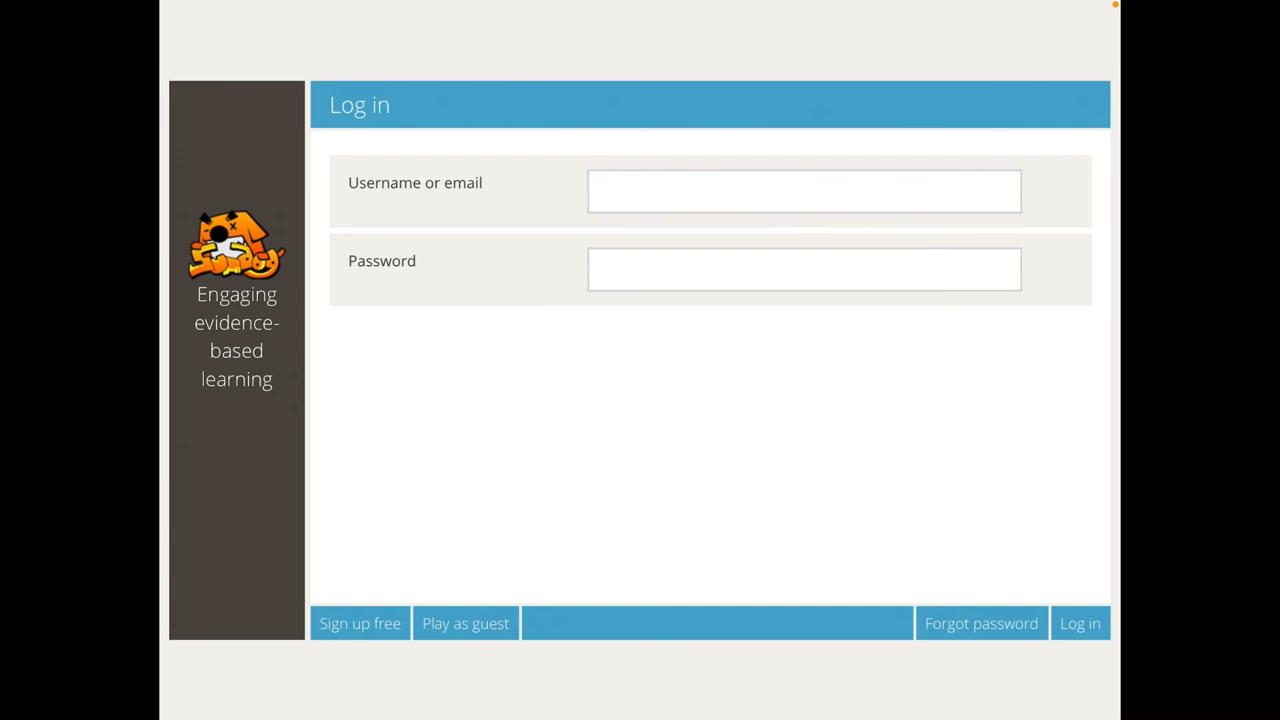 Log in
Username or email
Password
Sumdog
Engaging
evidence-
based
learning
Sign up free
Play as guest
Forgot password
Log in